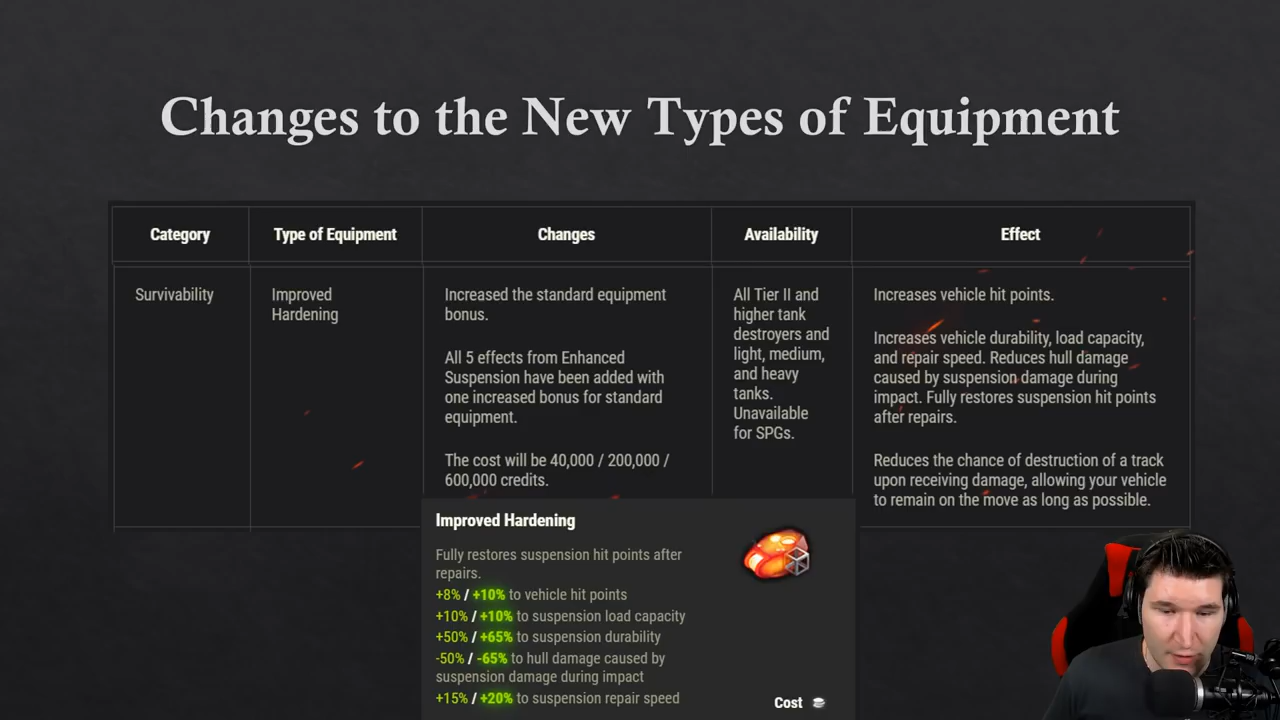 Changes to the New Types of Equipment
Category
Type of Equipment
Changes
Availability
Effect
Survivability
Improved
Hardening
Increased the standard equipment
bonus.
All 5 effects from Enhanced
Suspension have been added with
one increased bonus for standard
equipment.
The cost will be 40,000 / 200,000 /
600,000 credits.
All Tier II and
higher tank
destroyers and
light, medium,
and heavy
tanks.
Unavailable
for SPGs.
Increases vehicle hit points.
Increases vehicle durability, load capacity,
and repair speed. Reduces hull damage
caused by suspension damage during
impact. Fully restores suspension hit points
after repairs.
Reduces the chance of destruction of a track
upon receiving damage, allowing your vehicle
to remain on the move as long as possible.
Improved Hardening
Fully restores suspension hit points after
repairs.
+8% / +10% to vehicle hit points
+10% / +10% to suspension load capacity
+50% / +65% to suspension durability
-50% / -65% to hull damage caused by
suspension damage during impact
+15% / +20% to suspension repair speed
Cost